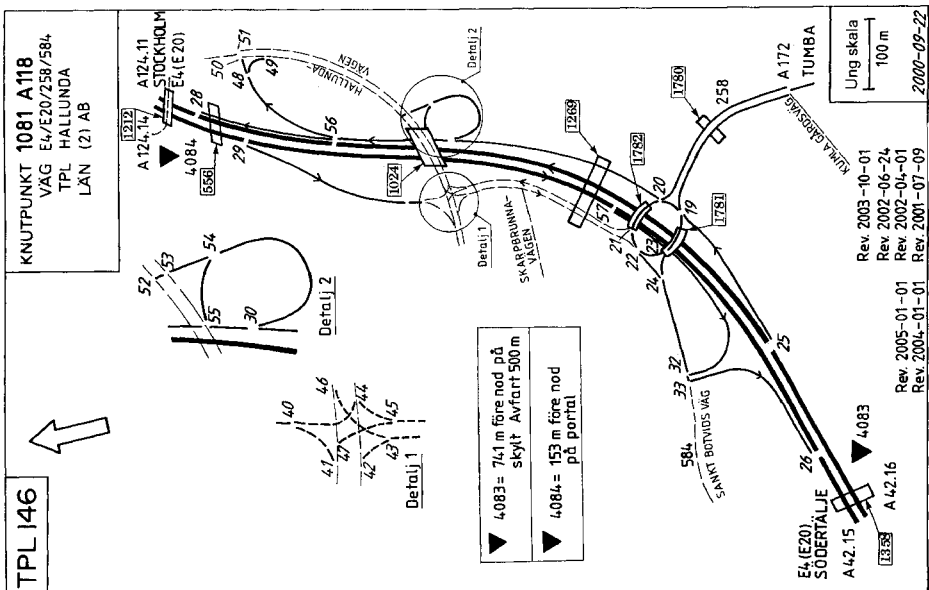 TPL 146
KNUTPUNKT 1081 A118
VÄG E4/E20/258/584
TPL HALLUNDA
LÄN (2) AB
A124.11
STOCKHOLM
E4(E20)
1212
A124.14
4084
556
28
29
56
48
49
50
51
HALLUNDA-
VÄGEN
Detalj 2
1024
Detalj 1
SKARPBRUNNA-
VÄGEN
1269
57
1782
21
22
23
24
20
19
1781
1780
258
A172
TUMBA
KUMLA GÅRDSVÄG
Ung skala
100 m
2000-09-22
52
53
54
55
30
Detalj 2
40
41
46
47
44
42
43
45
Detalj 1
4083= 741 m före nod på
skylt Avfart 500m
4084= 153 m före nod
på portal
33
32
584
SANKT BOTVIDS VÄG
25
26
4083
E4(E20)
SÖDERTÄLJE
A42.15
A42.16
1358
Rev. 2003-10-01
Rev. 2002-06-24
Rev. 2005-01-01 Rev. 2002-04-01
Rev. 2004-01-01 Rev. 2001-07-09